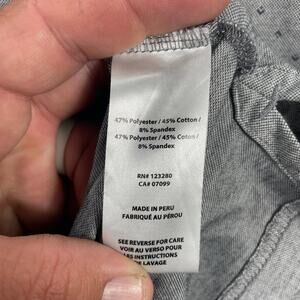 47% Polyester / 45% Cotton /
8% Spandex
47% Polyester / 45% Coton /
8% Spandex
RN# 123280
CA# 07099
MADE IN PERU
FABRIQUÉ AU PÉROU
SEE REVERSE FOR CARE
VOIR AU VERSO POUR
LES INSTRUCTIONS
DE LAVAGE